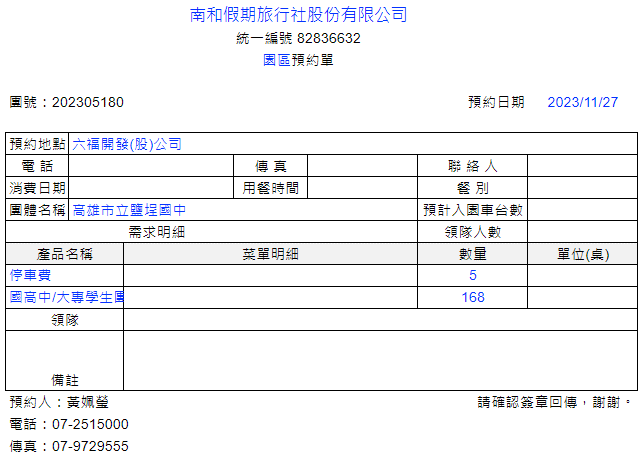 南和假期旅行社股份有限公司
統一編號 82836632
園區預約單
團號：202305180 預約日期 2023/11/27
預約地點 六福開發(股)公司
電 話 傳 真 聯 絡 人
消費日期 用餐時間 餐 別
團體名稱 高雄市立鹽埕國中 預計入園車台數
需求明細 領隊人數
產品名稱 菜單明細 數量 單位(桌)
停車費 5
國高中/大專學生團 168
領隊
備註
預約人：黃姵瑩 請確認簽章回傳，謝謝。
電話：07-2515000
傳真：07-9729555